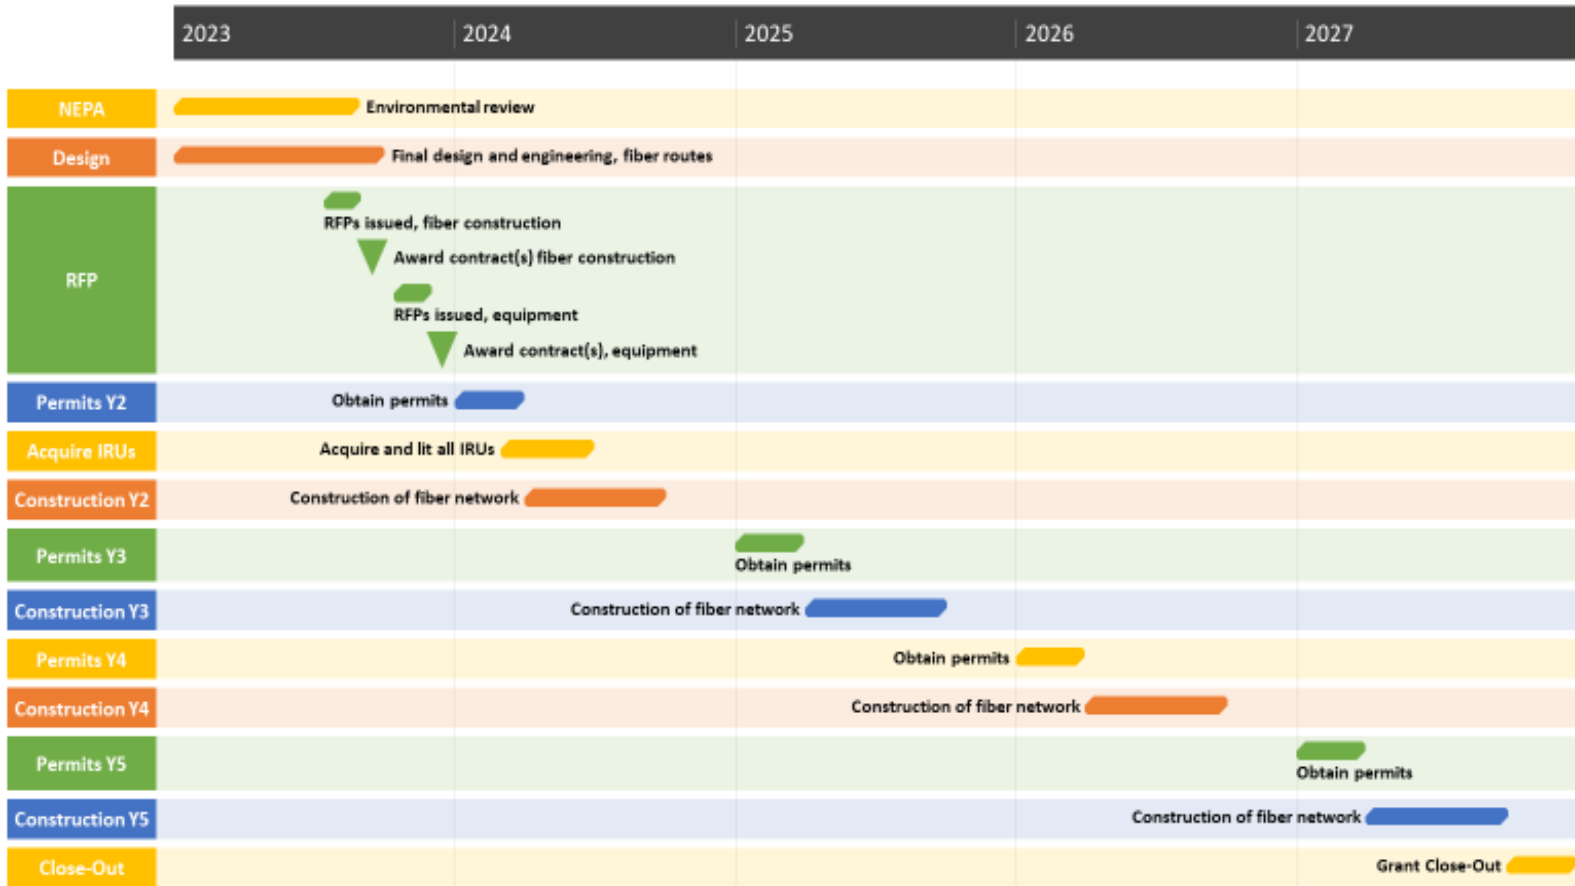 2023 2024 2025 2026 2027
NEPA Environmental review
Design Final design and engineering, fiber routes
RFPs issued, fiber construction
Award contract(s) fiber construction
RFP
RFPs issued, equipment
Award contract(s), equipment
Permits Y2 Obtain permits
Acquire IRUs Acquire and lit all IRUs
Construction Y2 Construction of fiber network
Permits Y3
Obtain permits
Construction Y3 Construction of fiber network
Permits Y4 Obtain permits
Construction Y4 Construction of fiber network
Permits Y5
Obtain permits
Construction Y5 Construction of fiber network
Close-Out Grant Close-Out